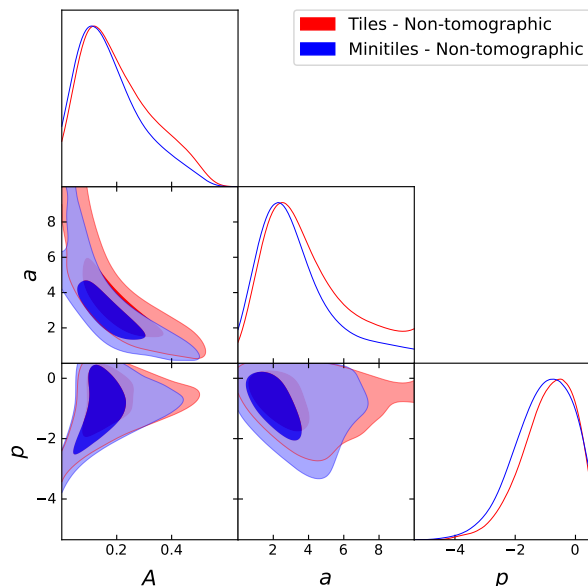 Tiles - Non-tomographic
Minitiles - Non-tomographic
8
6
4
2
a
0
−2
−4
p
0.2 0.4
2 4 6 8
−4 −2 0
A
a
p